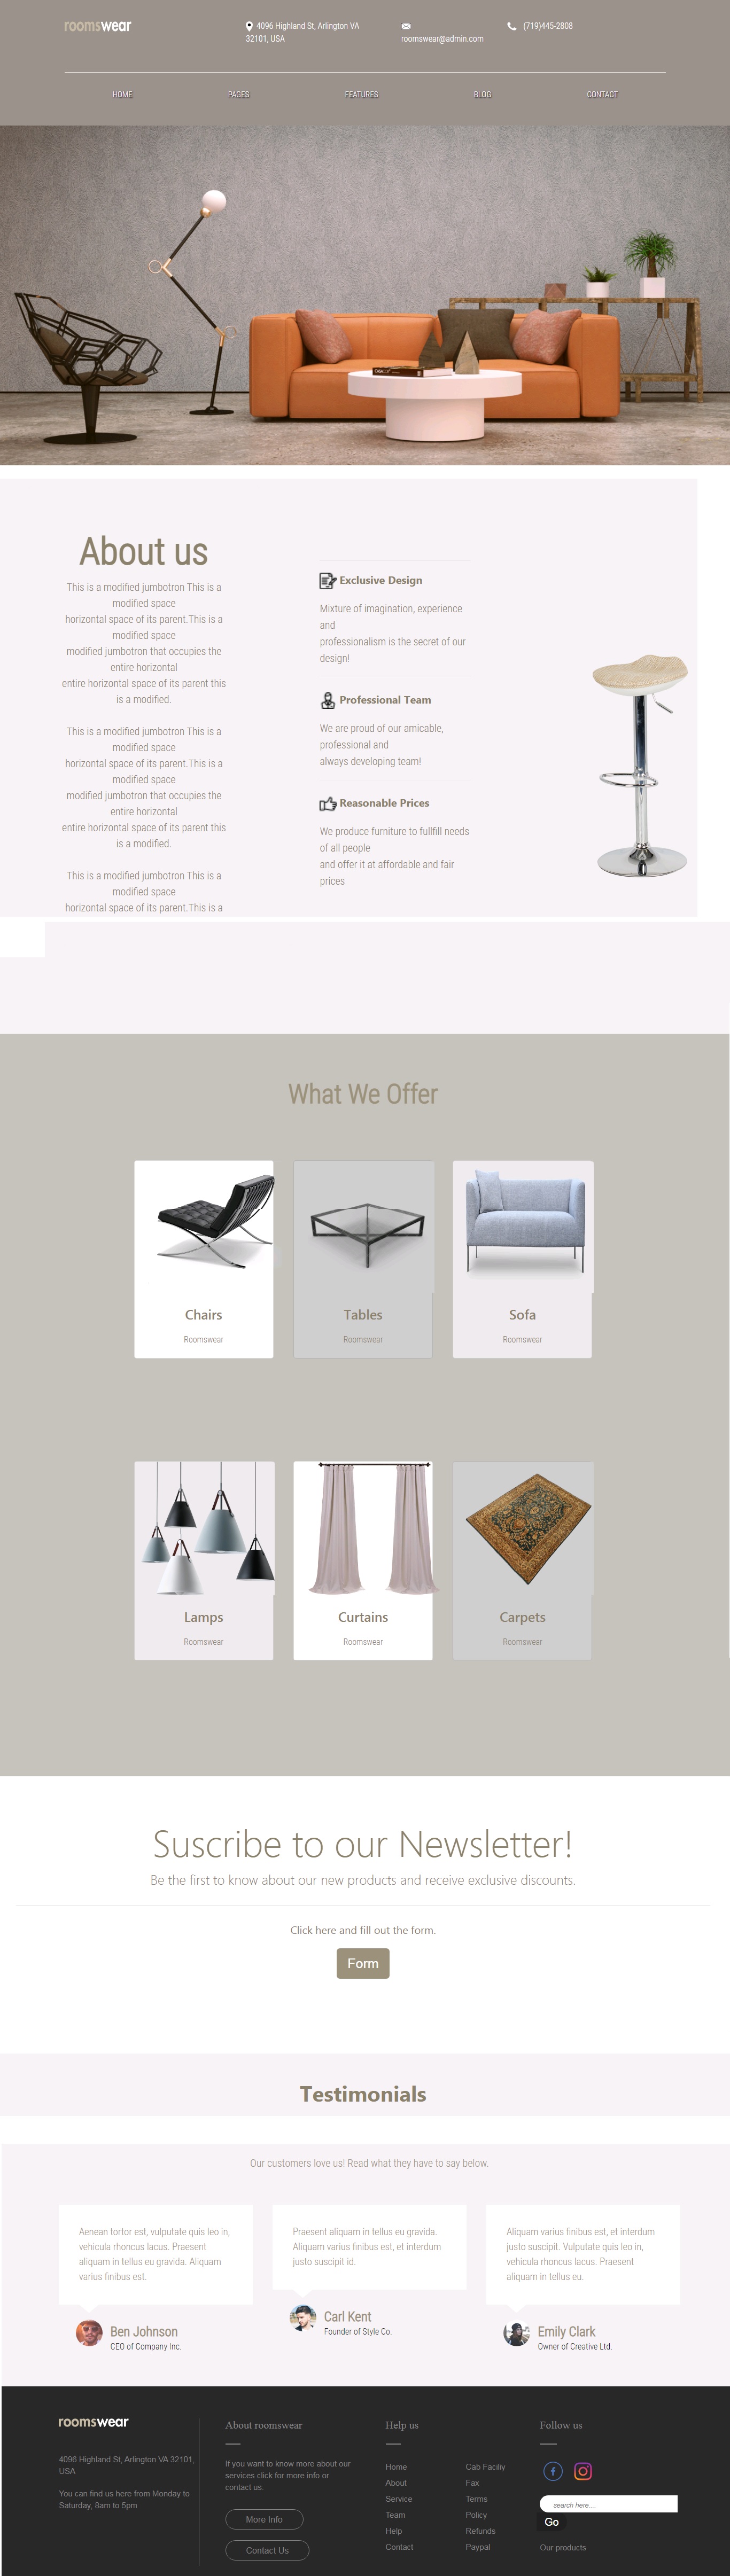 roomswear
4096 Highland St, Arlington VA
32101, USA
roomswear@admin.com
(719)445-2808
HOME PAGES FEATURES BLOG CONTACT
About us
This is a modified jumbotron This is a
modified space
horizontal space of its parent.This is a
modified space
modified jumbotron that occupies the
entire horizontal
entire horizontal space of its parent this
is a modified.
This is a modified jumbotron This is a
modified space
horizontal space of its parent.This is a
modified space
modified jumbotron that occupies the
entire horizontal
entire horizontal space of its parent this
is a modified.
This is a modified jumbotron This is a
modified space
horizontal space of its parent.This is a
Exclusive Design
Mixture of imagination, experience
and
professionalism is the secret of our
design!
Professional Team
We are proud of our amicable,
professional and
always developing team!
Reasonable Prices
We produce furniture to fullfill needs
of all people
and offer it at affordable and fair
prices
What We Offer
Chairs
Roomswear
Tables
Roomswear
Sofa
Roomswear
Lamps
Roomswear
Curtains
Roomswear
Carpets
Roomswear
Suscribe to our Newsletter!
Be the first to know about our new products and receive exclusive discounts.
Click here and fill out the form.
Form
Testimonials
Our customers love us! Read what they have to say below.
Aenean tortor est, vulputate quis leo in,
vehicula rhoncus lacus. Praesent
aliquam in tellus eu gravida. Aliquam
varius finibus est.
Ben Johnson
CEO of Company Inc.
Praesent aliquam in tellus eu gravida.
Aliquam varius finibus est, et interdum
justo suscipit id.
Carl Kent
Founder of Style Co.
Aliquam varius finibus est, et interdum
justo suscipit. Vulputate quis leo in,
vehicula rhoncus lacus. Praesent
aliquam in tellus eu.
Emily Clark
Owner of Creative Ltd.
roomswear
4096 Highland St, Arlington VA 32101,
USA
You can find us here from Monday to
Saturday, 8am to 5pm
About roomswear
If you want to know more about our
services click for more info or
contact us.
More Info
Contact Us
Help us
Home
About
Service
Team
Help
Contact
Cab Faciliy
Fax
Terms
Policy
Refunds
Paypal
Follow us
search here....
Go
Our products